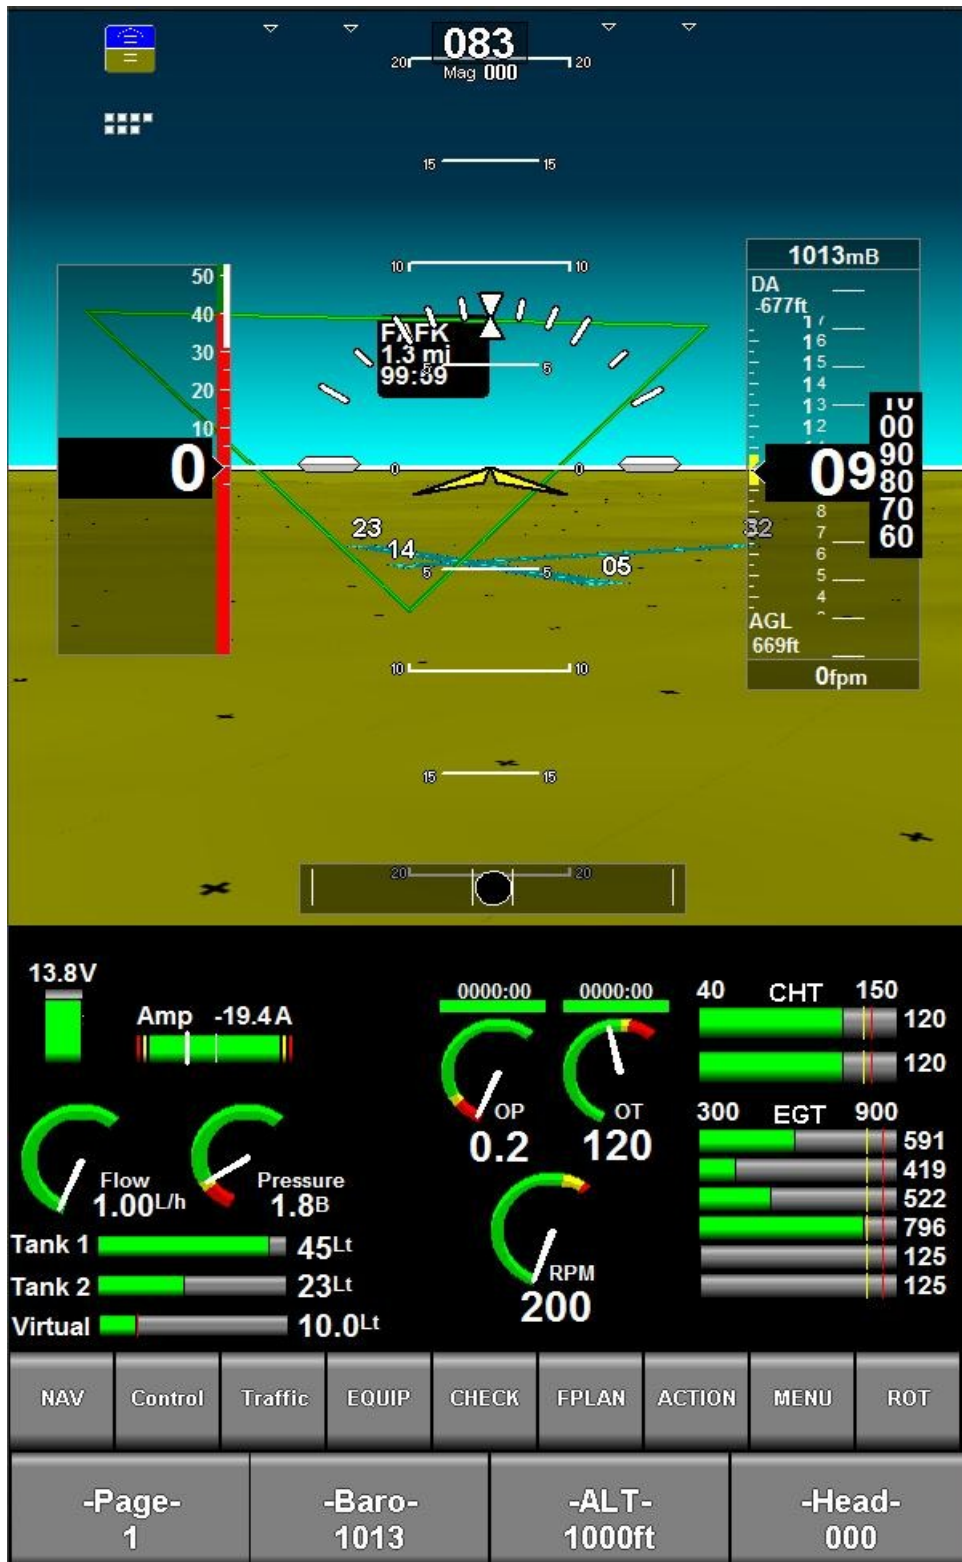 083
Mag 000
20 20
15 15
10 10
FAFK
1.3 mi
99:59
5 5
0 0
5 5
10 10
15 15
20 20
50
40
30
20
10
0
1013mB
DA
-677ft
17
16
15
14
13
12
10
00
90
80
70
60
09
8
7
6
5
4
AGL
669ft
0fpm
23
14
05
32
13.8V
Amp -19.4A
0000:00 0000:00
OP
0.2
OT
120
40 CHT 150
120
120
300 EGT 900
591
419
522
796
125
125
Flow
1.00L/h
Pressure
1.8B
RPM
200
Tank 1 45Lt
Tank 2 23Lt
Virtual 10.0Lt
NAV Control Traffic EQUIP CHECK FPLAN ACTION MENU ROT
-Page- -Baro- -ALT- -Head-
1 1013 1000ft 000